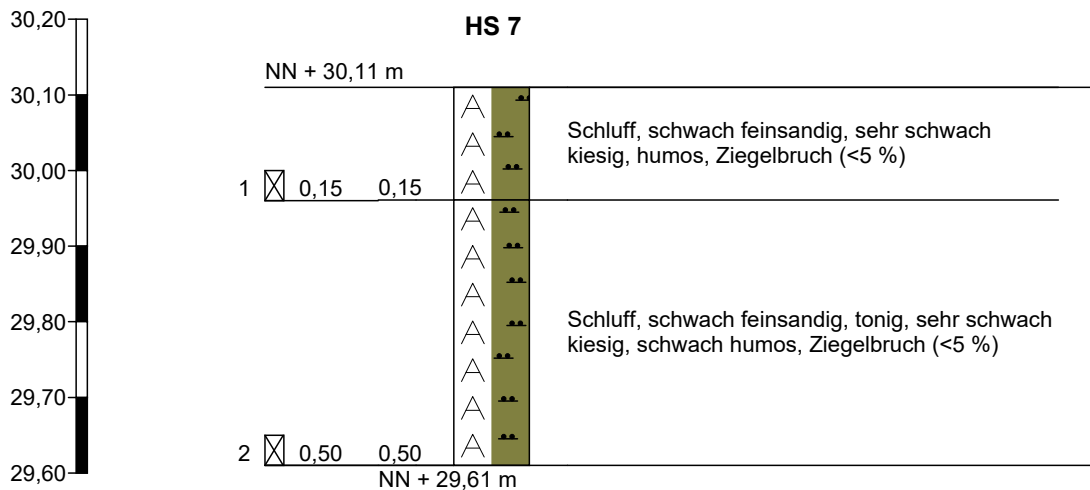 HS 7
30,20
30,10
30,00
29,90
29,80
29,70
29,60
NN + 30,11 m
Schluff, schwach feinsandig, sehr schwach
kiesig, humos, Ziegelbruch (<5 %)
1 0,15 0,15
Schluff, schwach feinsandig, tonig, sehr schwach
kiesig, schwach humos, Ziegelbruch (<5 %)
2 0,50 0,50
NN + 29,61 m
A
A
A
A
A
A
A
A
A
A